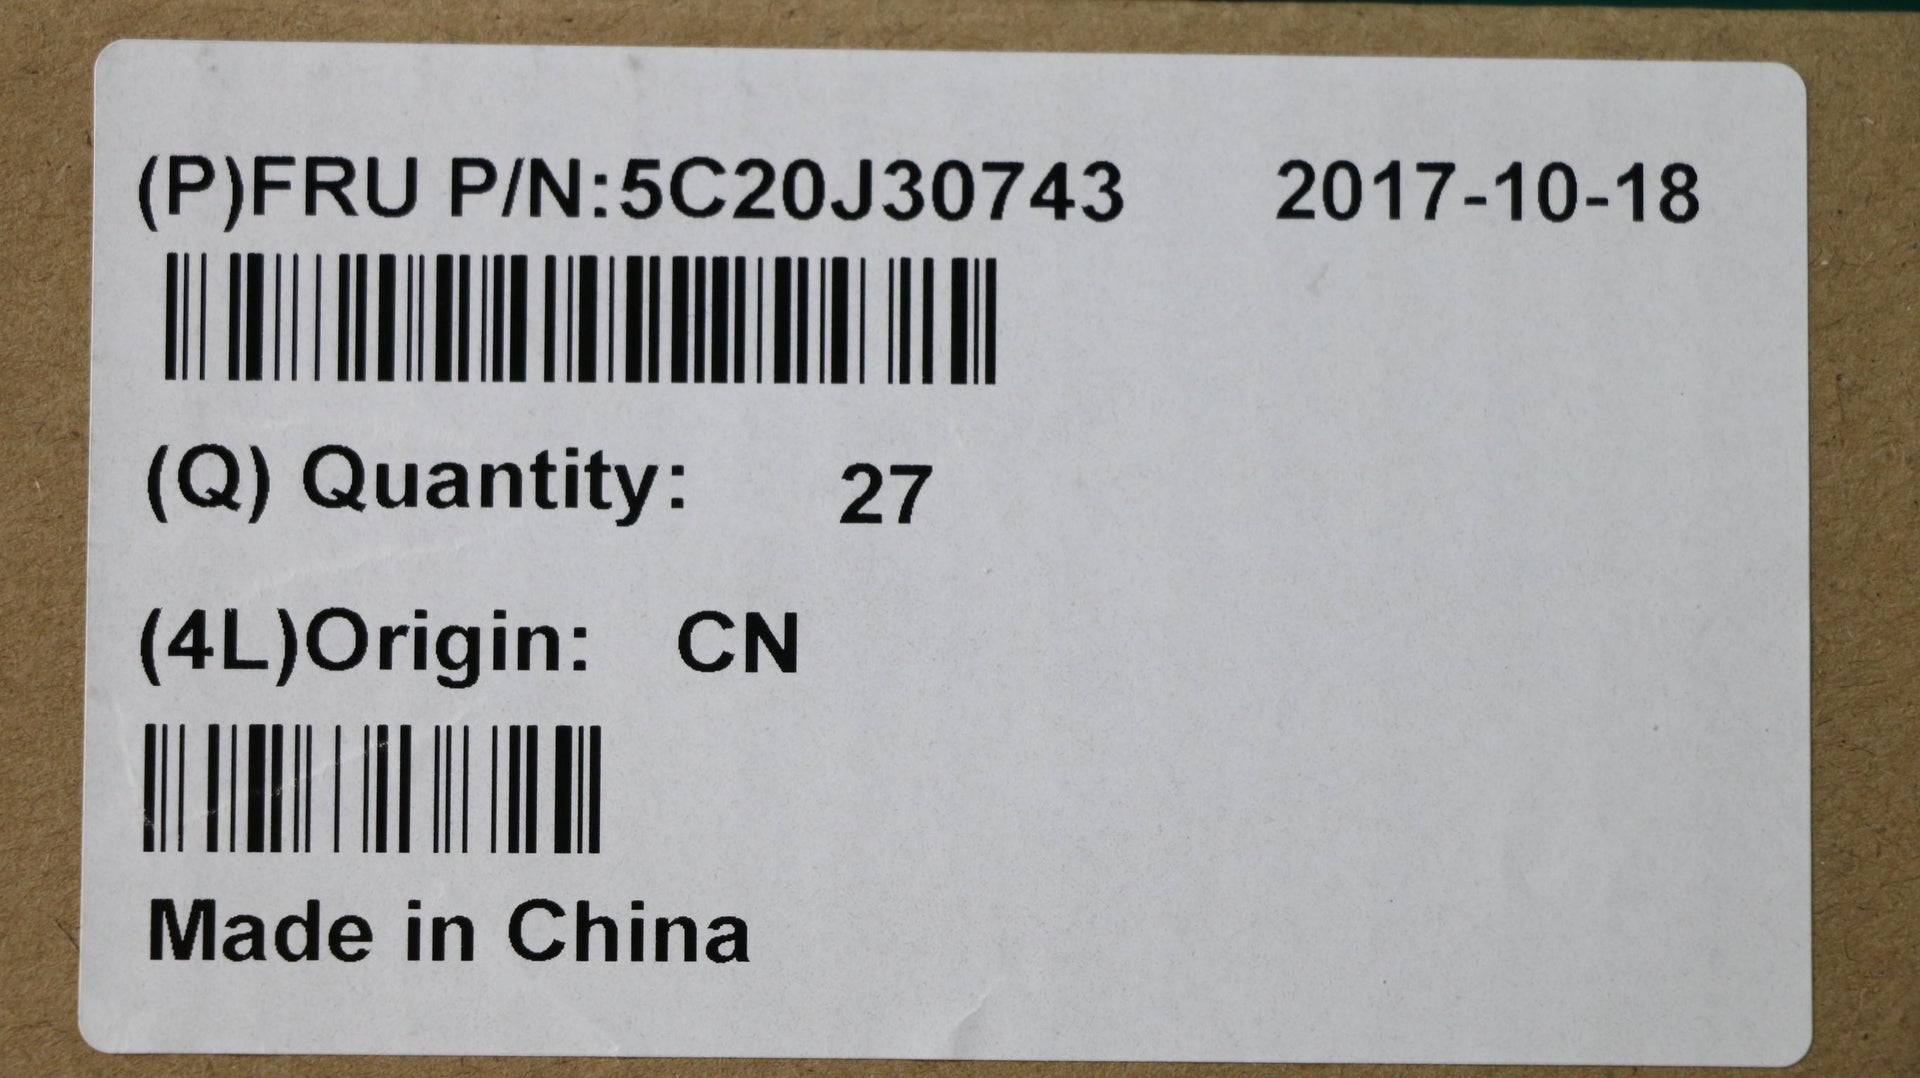 (P)FRU P/N:5C20J30743 2017-10-18
(Q) Quantity: 27
(4L)Origin: CN
Made in China